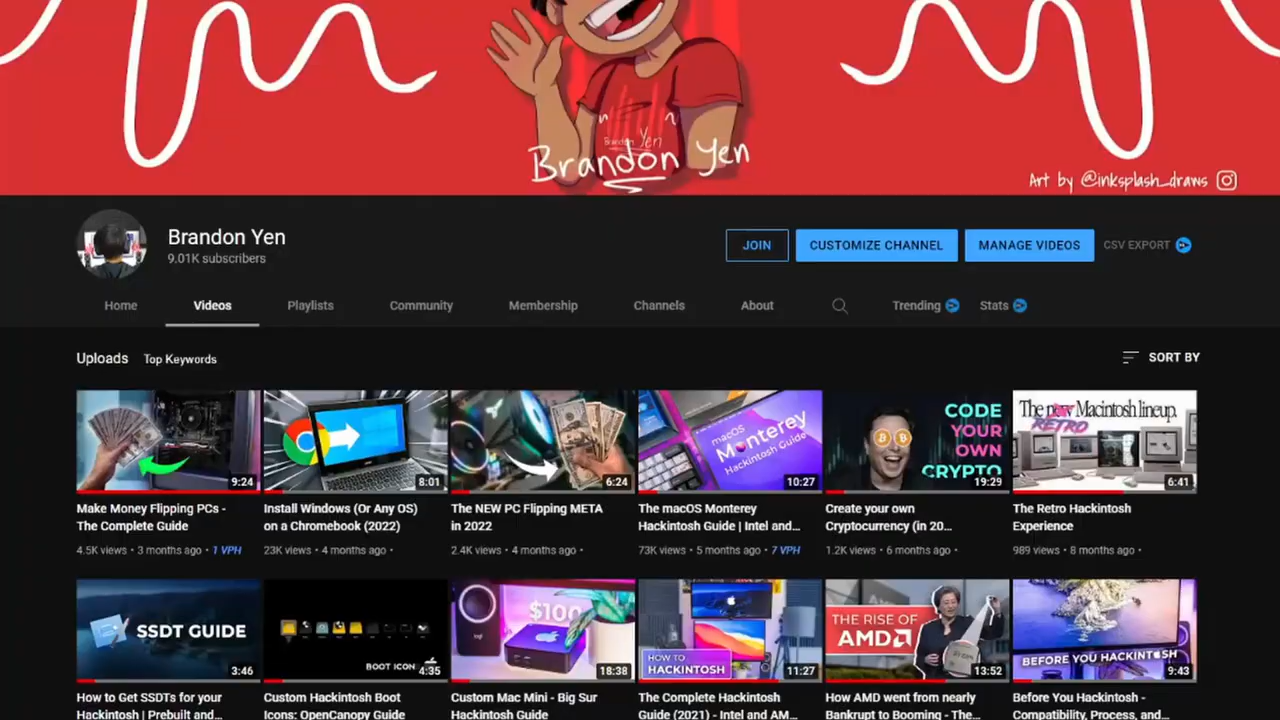 Brandon Yen
Brandon Yen
Art by @inksplash_draws
Brandon Yen
9.01K subscribers
JOIN
CUSTOMIZE CHANNEL
MANAGE VIDEOS
CSV EXPORT
Home
Videos
Playlists
Community
Membership
Channels
About
Trending
Stats
Uploads
Top Keywords
SORT BY
9:24
8:01
6:24
macOS
Monterey
Hackintosh Guide
10:27
CODE
YOUR
OWN
CRYPTO
19:29
The new Macintosh lineup.
RETRO
6:41
Make Money Flipping PCs -
The Complete Guide
4.5K views • 3 months ago • 1 VPH
Install Windows (Or Any OS)
on a Chromebook (2022)
23K views • 4 months ago •
The NEW PC Flipping META
in 2022
2.4K views • 4 months ago •
The macOS Monterey
Hackintosh Guide | Intel and...
73K views • 5 months ago • 7 VPH
Create your own
Cryptocurrency (in 20...
1.2K views • 6 months ago •
The Retro Hackintosh
Experience
989 views • 8 months ago •
SSDT GUIDE
3:46
BOOT ICON
4:35
$100
18:38
HOW TO
HACKINTOSH
11:27
THE RISE OF
AMD
13:52
BEFORE YOU HACKINTOSH
9:43
How to Get SSDTs for your
Hackintosh | Prebuilt and...
Custom Hackintosh Boot
Icons: OpenCanopy Guide
Custom Mac Mini - Big Sur
Hackintosh Guide
The Complete Hackintosh
Guide (2021) - Intel and AM...
How AMD went from nearly
Bankrupt to Booming - The...
Before You Hackintosh -
Compatibility, Process, and...